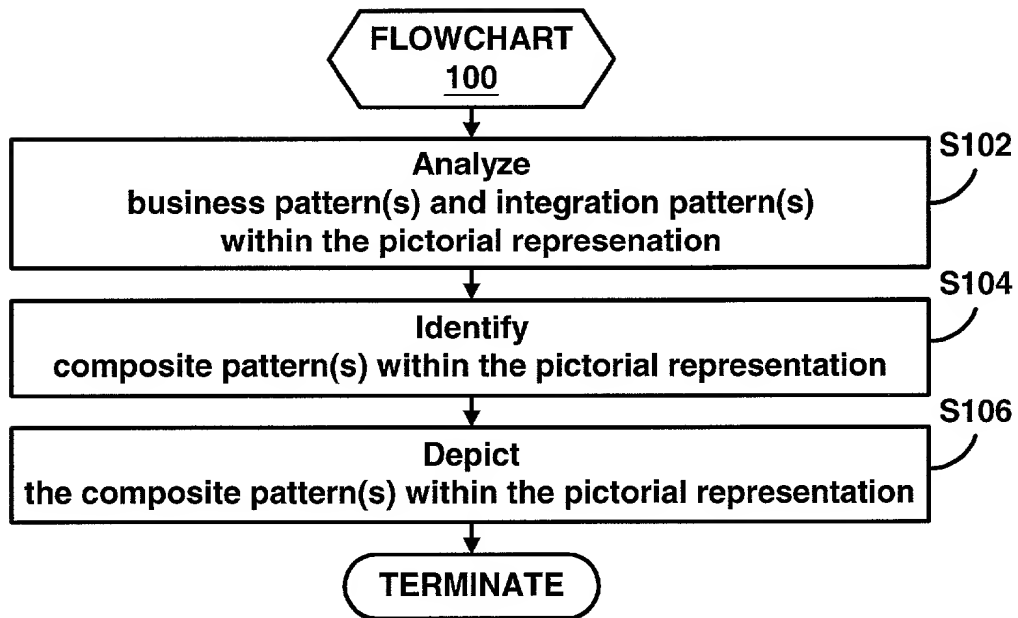 FLOWCHART
100
S102
Analyze
business pattern(s) and integration pattern(s)
within the pictorial represenation
S104
Identify
composite pattern(s) within the pictorial representation
S106
Depict
the composite pattern(s) within the pictorial representation
TERMINATE